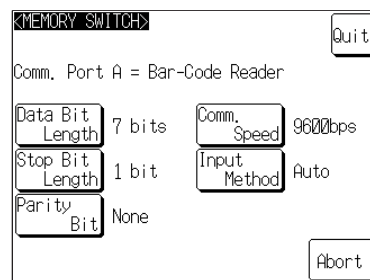 <MEMORY SWITCH>
Quit
Comm. Port A = Bar-Code Reader
Data Bit
Length
7 bits
Comm.
Speed
9600bps
Stop Bit
Length
1 bit
Input
Method
Auto
Parity
Bit
None
Abort